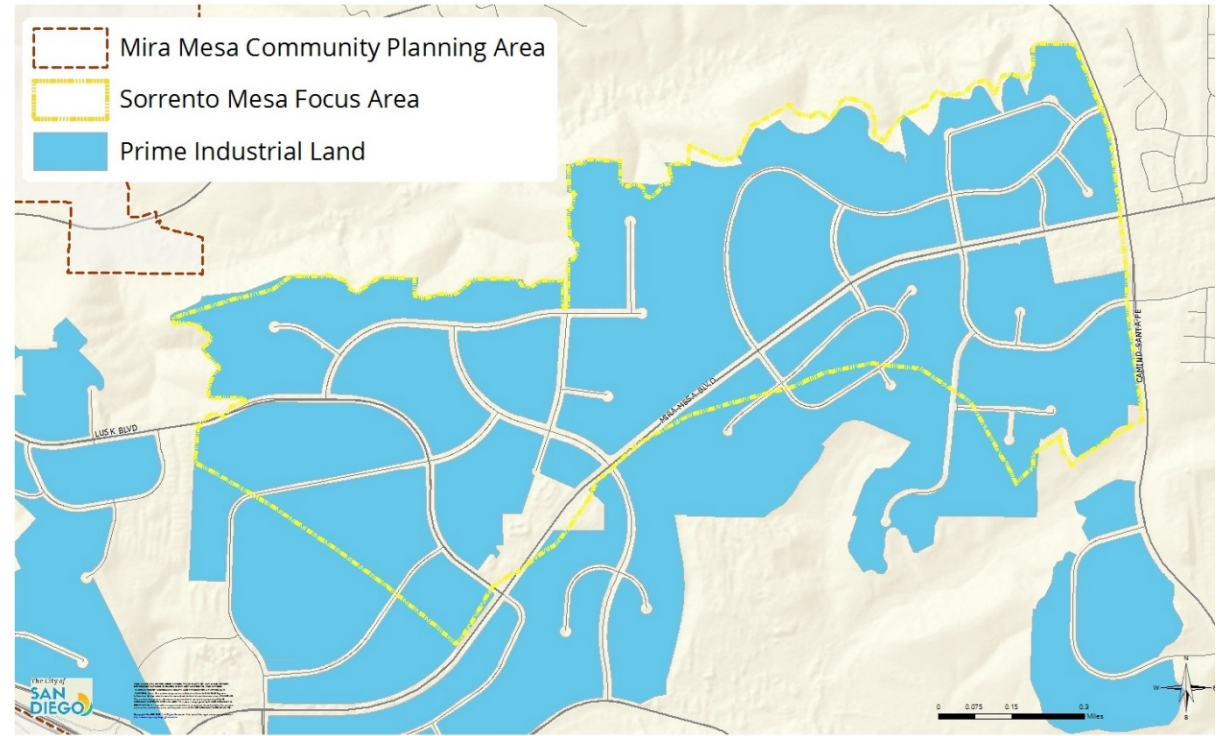 Mira Mesa Community Planning Area
Sorrento Mesa Focus Area
Prime Industrial Land
LUSK BLVD
MIRA MESA BLVD
CAMINO SANTA FE
The City of
SAN
DIEGO
N
W
E
S
0 0.075 0.15 0.3
Miles